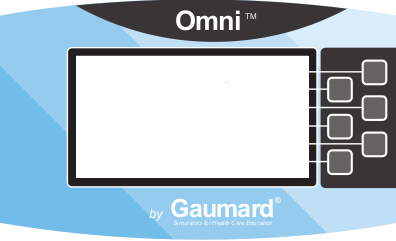 Omni™
by Gaumard®
Simulators for Health Care Education